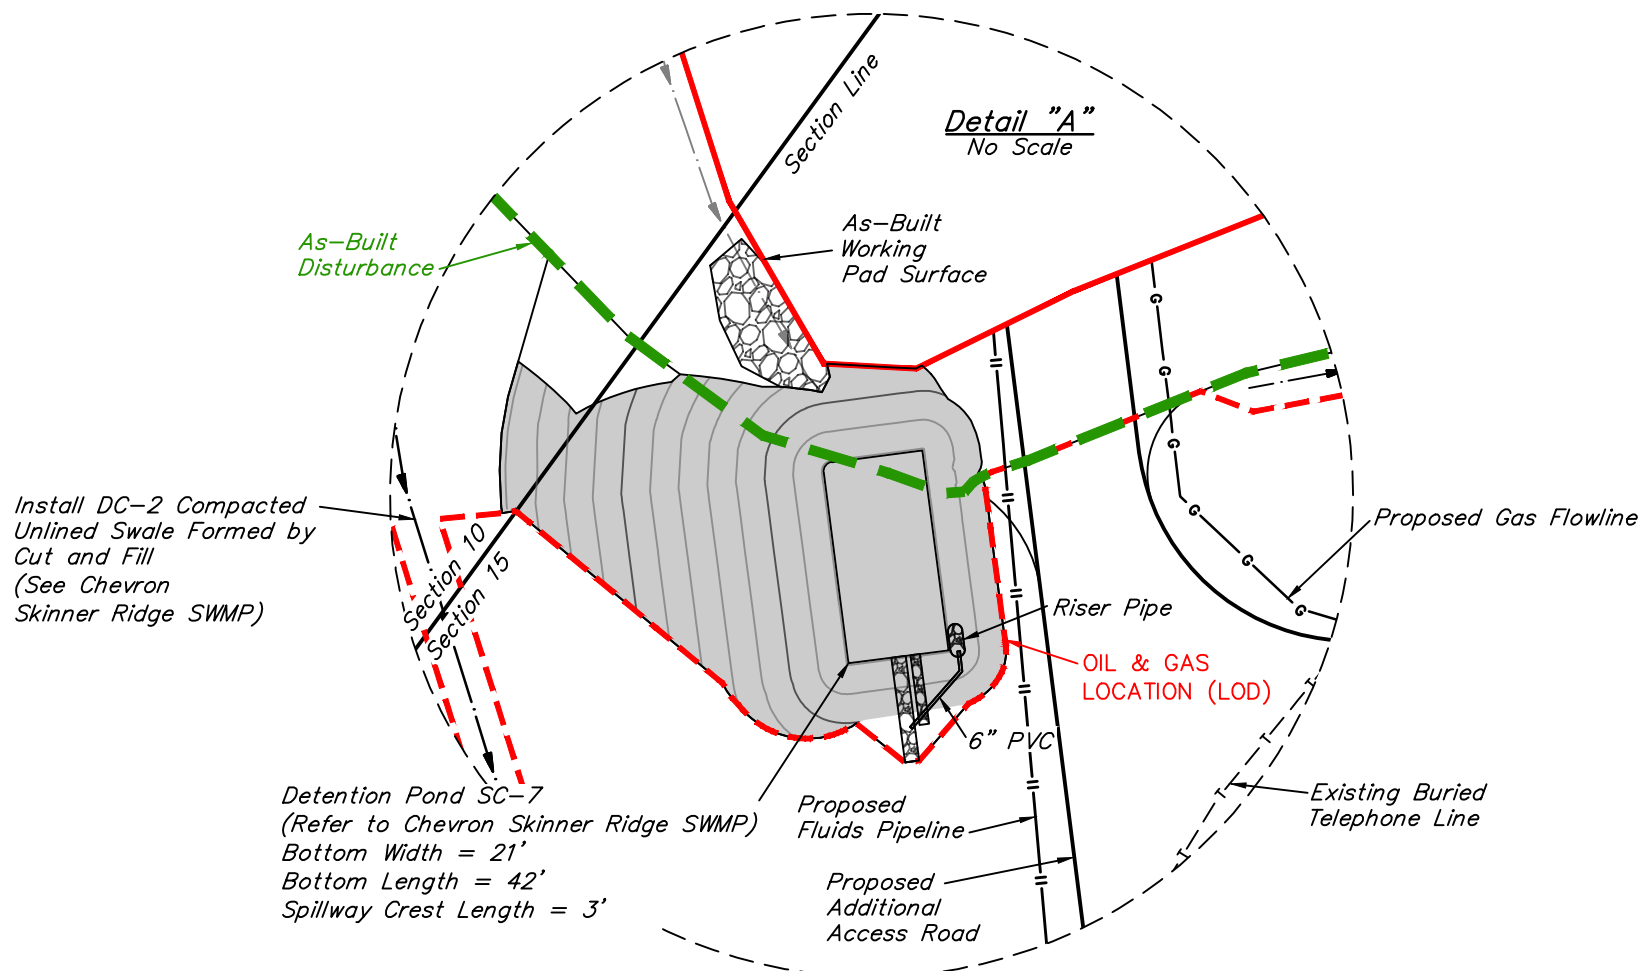 Detail "A"
No Scale
Section Line
As-Built
Working
Pad Surface
As-Built
Disturbance
G
G
G
G
G
G
Install DC-2 Compacted
Unlined Swale Formed by
Cut and Fill
(See Chevron
Skinner Ridge SWMP)
Section 10
Section 15
Proposed Gas Flowline
Riser Pipe
OIL & GAS
LOCATION (LOD)
6" PVC
T
T
T
T
Detention Pond SC-7
(Refer to Chevron Skinner Ridge SWMP)
Bottom Width = 21'
Bottom Length = 42'
Spillway Crest Length = 3'
Proposed
Fluids Pipeline
Existing Buried
Telephone Line
Proposed
Additional
Access Road